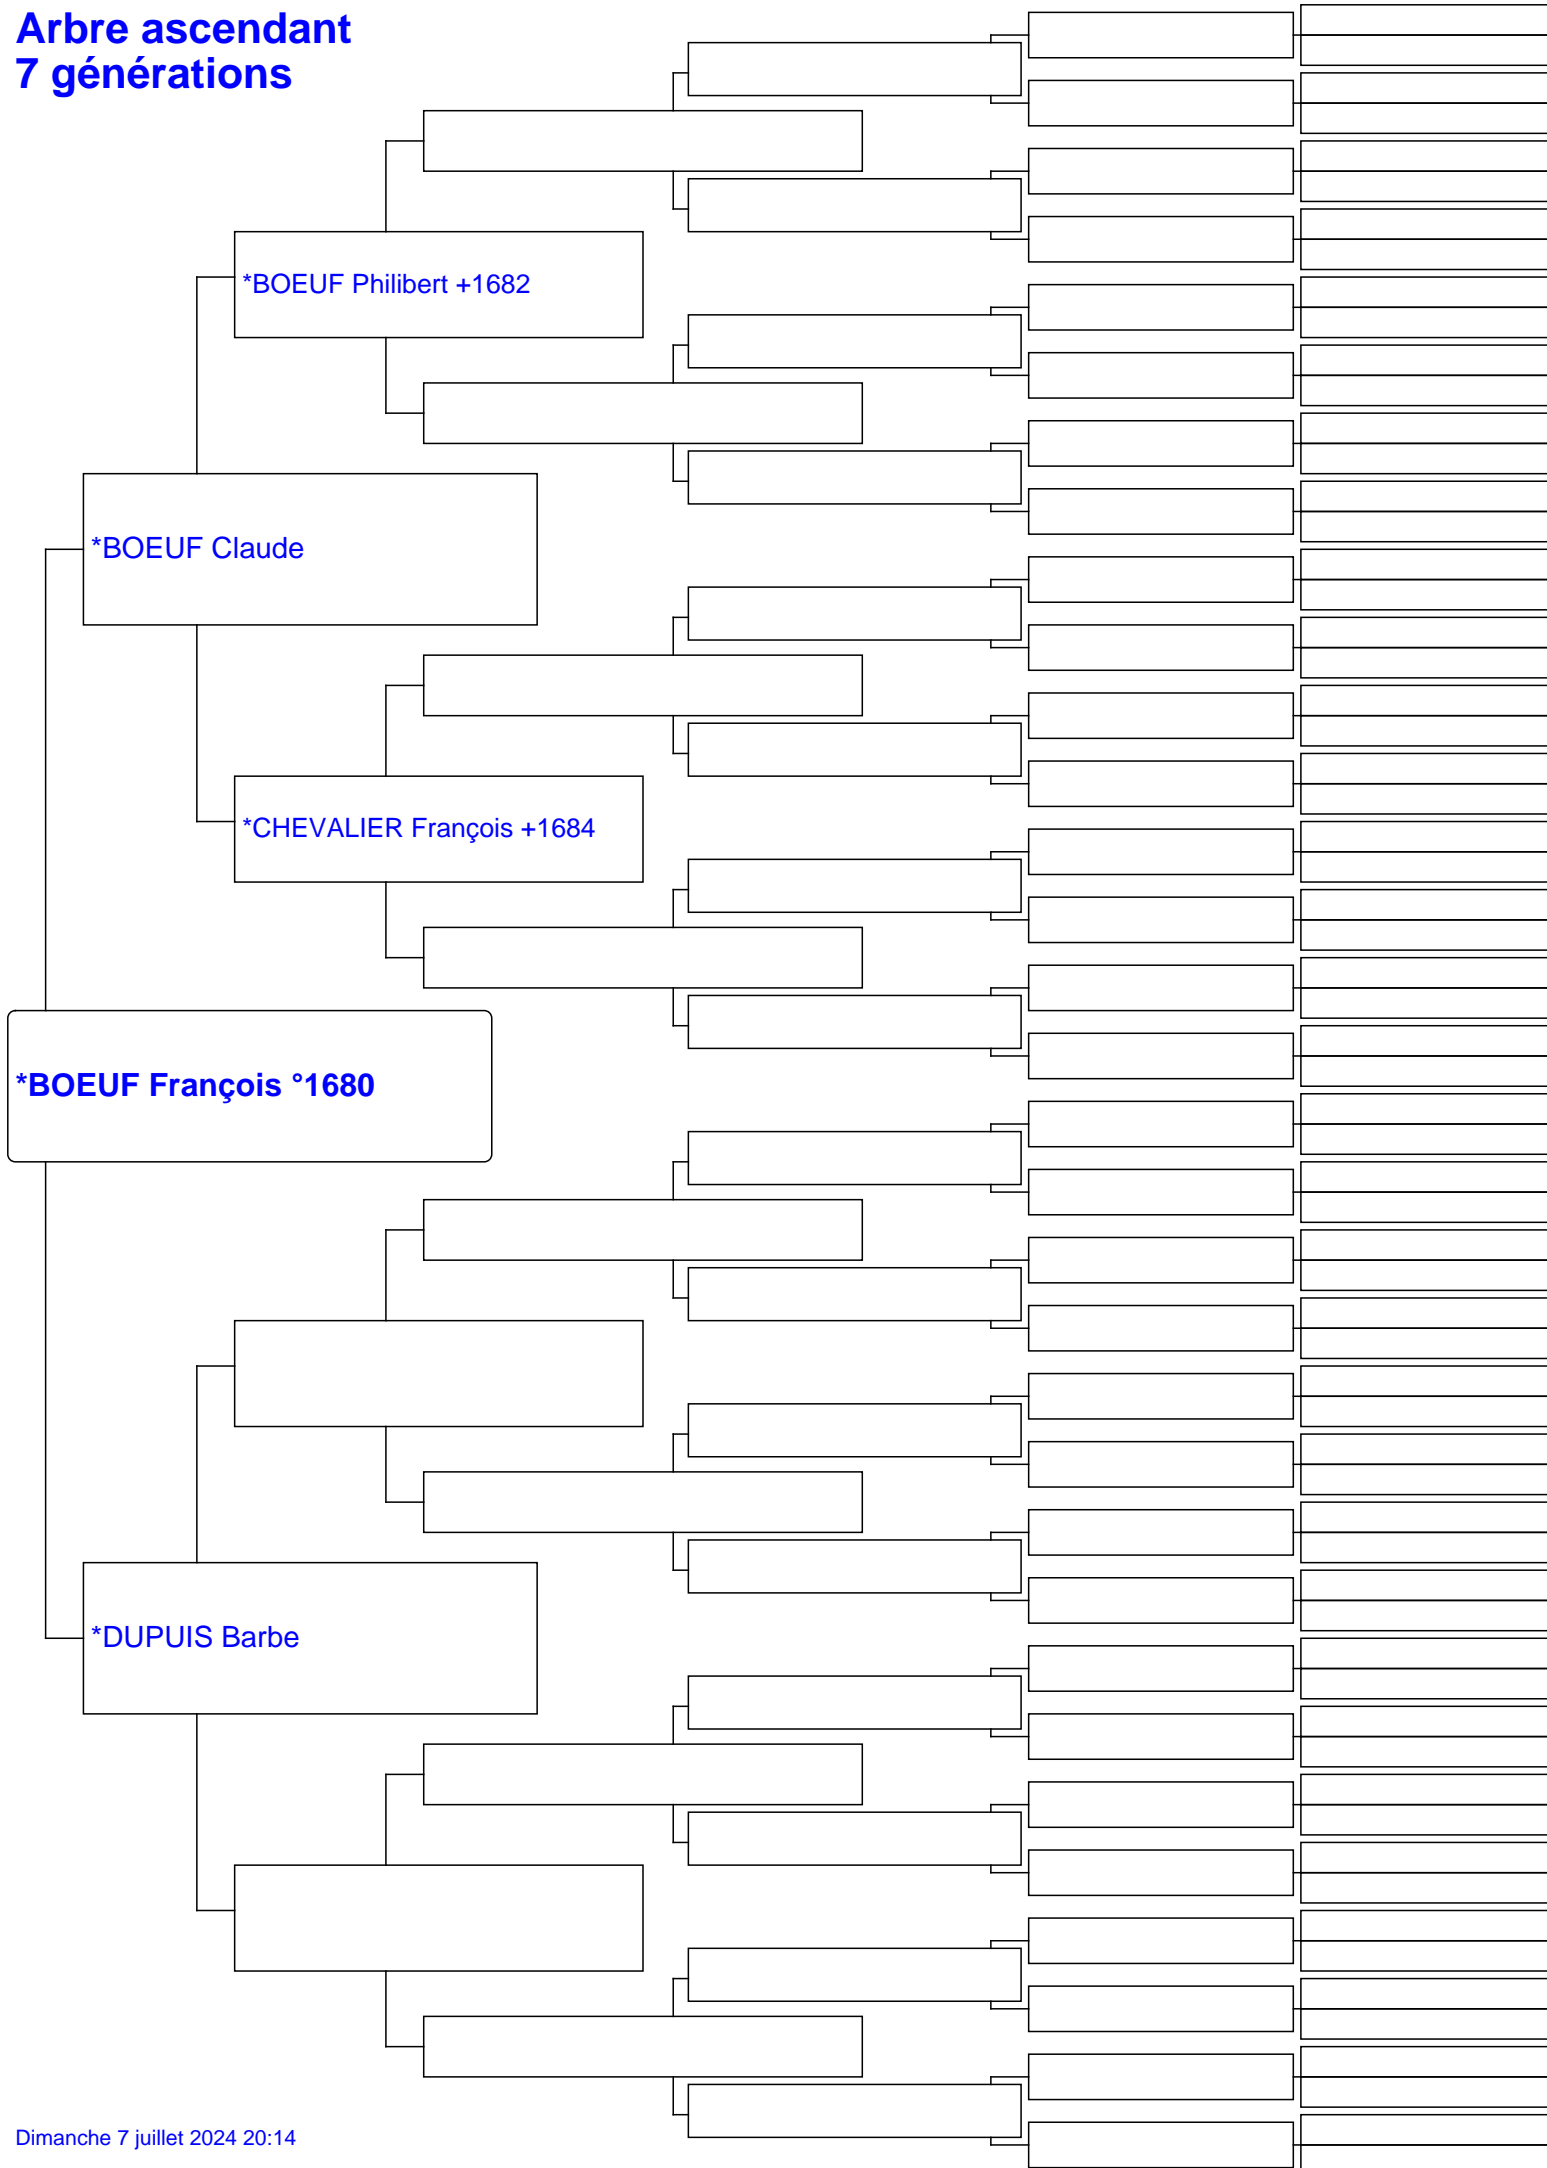 Arbre ascendant
7 générations
*BOEUF Philibert +1682
*BOEUF Claude
*CHEVALIER François +1684
*BOEUF François °1680
*DUPUIS Barbe
Dimanche 7 juillet 2024 20:14